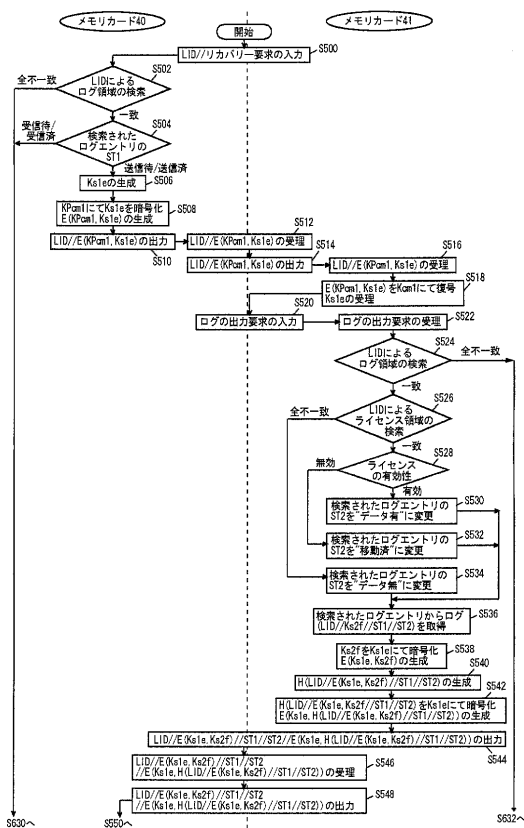 メモリカード40
開始
メモリカード41
LID//リカバリー要求の入力
S500
S502
LIDによる
ログ領域の検索
全不一致
一致
S504
検索された
ログエントリの
ST1
受信待/
受信済
送信待/送信済
Ks1eの生成
S506
KPcm1にてKs1eを暗号化
E(KPcm1,Ks1e)の生成
S508
LID//E(KPcm1,Ks1e)の出力
S510
S512
LID//E(KPcm1,Ks1e)の受理
S514
LID//E(KPcm1,Ks1e)の出力
S516
LID//E(KPcm1,Ks1e)の受理
S518
E(KPcm1,Ks1e)をKcm1にて復号
Ks1eの受理
S520
ログの出力要求の入力
ログの出力要求の受理
S522
S524
LIDによる
ログ領域の検索
全不一致
一致
S526
LIDによる
ライセンス領域の
検索
全不一致
一致
S528
ライセンス
の有効性
無効
有効
検索されたログエントリの
ST2を"データ有"に変更
S530
検索されたログエントリの
ST2を"移動済"に変更
S532
検索されたログエントリの
ST2を"データ無"に変更
S534
検索されたログエントリからログ
(LID//Ks2f//ST1//ST2)を取得
S536
Ks2fをKs1eにて暗号化
E(Ks1e,Ks2f)の生成
S538
S540
H(LID//E(Ks1e,Ks2f)//ST1//ST2)の生成
S542
H(LID//E(Ks1e,Ks2f)//ST1//ST2)をKs1eにて暗号化
E(Ks1e,H(LID//E(Ks1e,Ks2f)//ST1//ST2))の生成
LID//E(Ks1e,Ks2f)//ST1//ST2//E(Ks1e,H(LID//E(Ks1e,Ks2f)//ST1//ST2))の出力
S544
LID//E(Ks1e,Ks2f)//ST1//ST2
//E(Ks1e,H(LID//E(Ks1e,Ks2f)//ST1//ST2))の受理
S546
LID//E(Ks1e,Ks2f)//ST1//ST2
//E(Ks1e,H(LID//E(Ks1e,Ks2f)//ST1//ST2))の出力
S548
S630へ
S550へ
S632へ